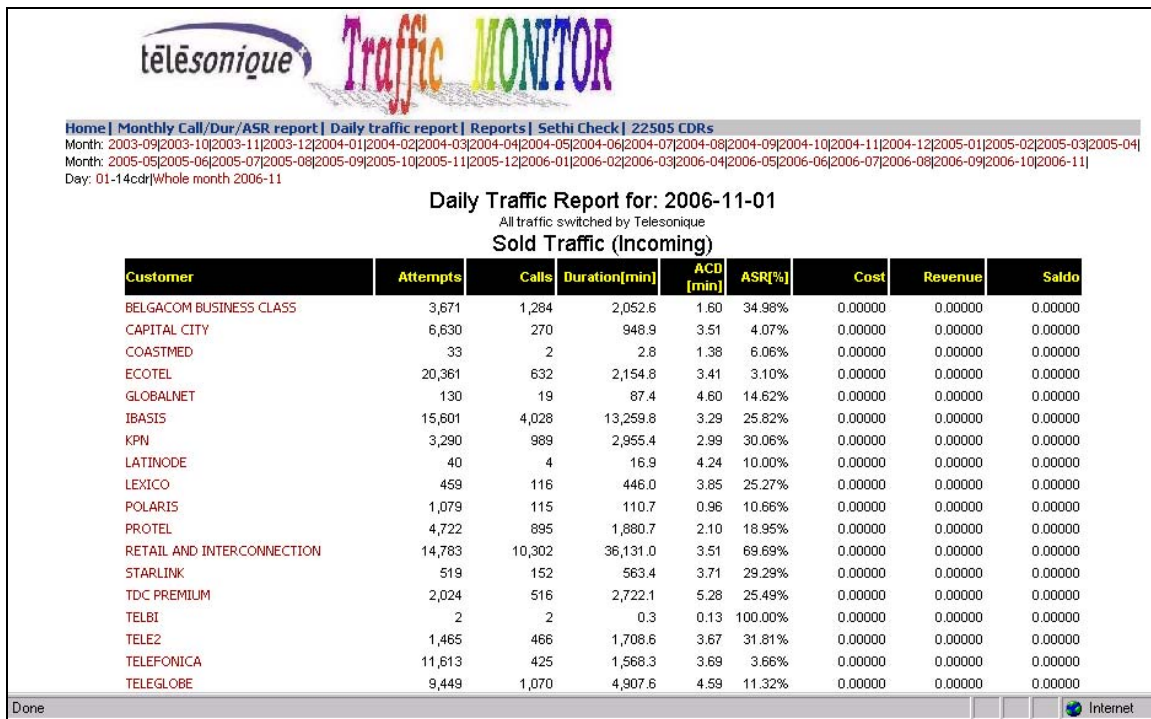 tēlēsonique Traffic MONITOR
Home| Monthly Call/Dur/ASR report| Daily traffic report| Reports| Sethi Check| 22505 CDRs
Month: 2003-09|2003-10|2003-11|2003-12|2004-01|2004-02|2004-03|2004-04|2004-05|2004-06|2004-07|2004-08|2004-09|2004-10|2004-11|2004-12|2005-01|2005-02|2005-03|2005-04|
Month: 2005-05|2005-06|2005-07|2005-08|2005-09|2005-10|2005-11|2005-12|2006-01|2006-02|2006-03|2006-04|2006-05|2006-06|2006-07|2006-08|2006-09|2006-10|2006-11|
Day: 01-14cdr|Whole month 2006-11
Daily Traffic Report for: 2006-11-01
All traffic switched by Telesonique
Sold Traffic (Incoming)
Customer Attempts Calls Duration[min] ACD [min] ASR[%] Cost Revenue Saldo
BELGACOM BUSINESS CLASS 3,671 1,284 2,052.6 1.60 34.98% 0.00000 0.00000 0.00000
CAPITAL CITY 6,630 270 948.9 3.51 4.07% 0.00000 0.00000 0.00000
COASTMED 33 2 2.8 1.38 6.06% 0.00000 0.00000 0.00000
ECOTEL 20,361 632 2,154.8 3.41 3.10% 0.00000 0.00000 0.00000
GLOBALNET 130 19 87.4 4.60 14.62% 0.00000 0.00000 0.00000
IBASIS 15,601 4,028 13,259.8 3.29 25.82% 0.00000 0.00000 0.00000
KPN 3,290 989 2,955.4 2.99 30.06% 0.00000 0.00000 0.00000
LATINODE 40 4 16.9 4.24 10.00% 0.00000 0.00000 0.00000
LEXICO 459 116 446.0 3.85 25.27% 0.00000 0.00000 0.00000
POLARIS 1,079 115 110.7 0.96 10.66% 0.00000 0.00000 0.00000
PROTEL 4,722 895 1,880.7 2.10 18.95% 0.00000 0.00000 0.00000
RETAIL AND INTERCONNECTION 14,783 10,302 36,131.0 3.51 69.69% 0.00000 0.00000 0.00000
STARLINK 519 152 563.4 3.71 29.29% 0.00000 0.00000 0.00000
TDC PREMIUM 2,024 516 2,722.1 5.28 25.49% 0.00000 0.00000 0.00000
TELBI 2 2 0.3 0.13 100.00% 0.00000 0.00000 0.00000
TELE2 1,465 466 1,708.6 3.67 31.81% 0.00000 0.00000 0.00000
TELEFONICA 11,613 425 1,568.3 3.69 3.66% 0.00000 0.00000 0.00000
TELEGLOBE 9,449 1,070 4,907.6 4.59 11.32% 0.00000 0.00000 0.00000
Done Internet